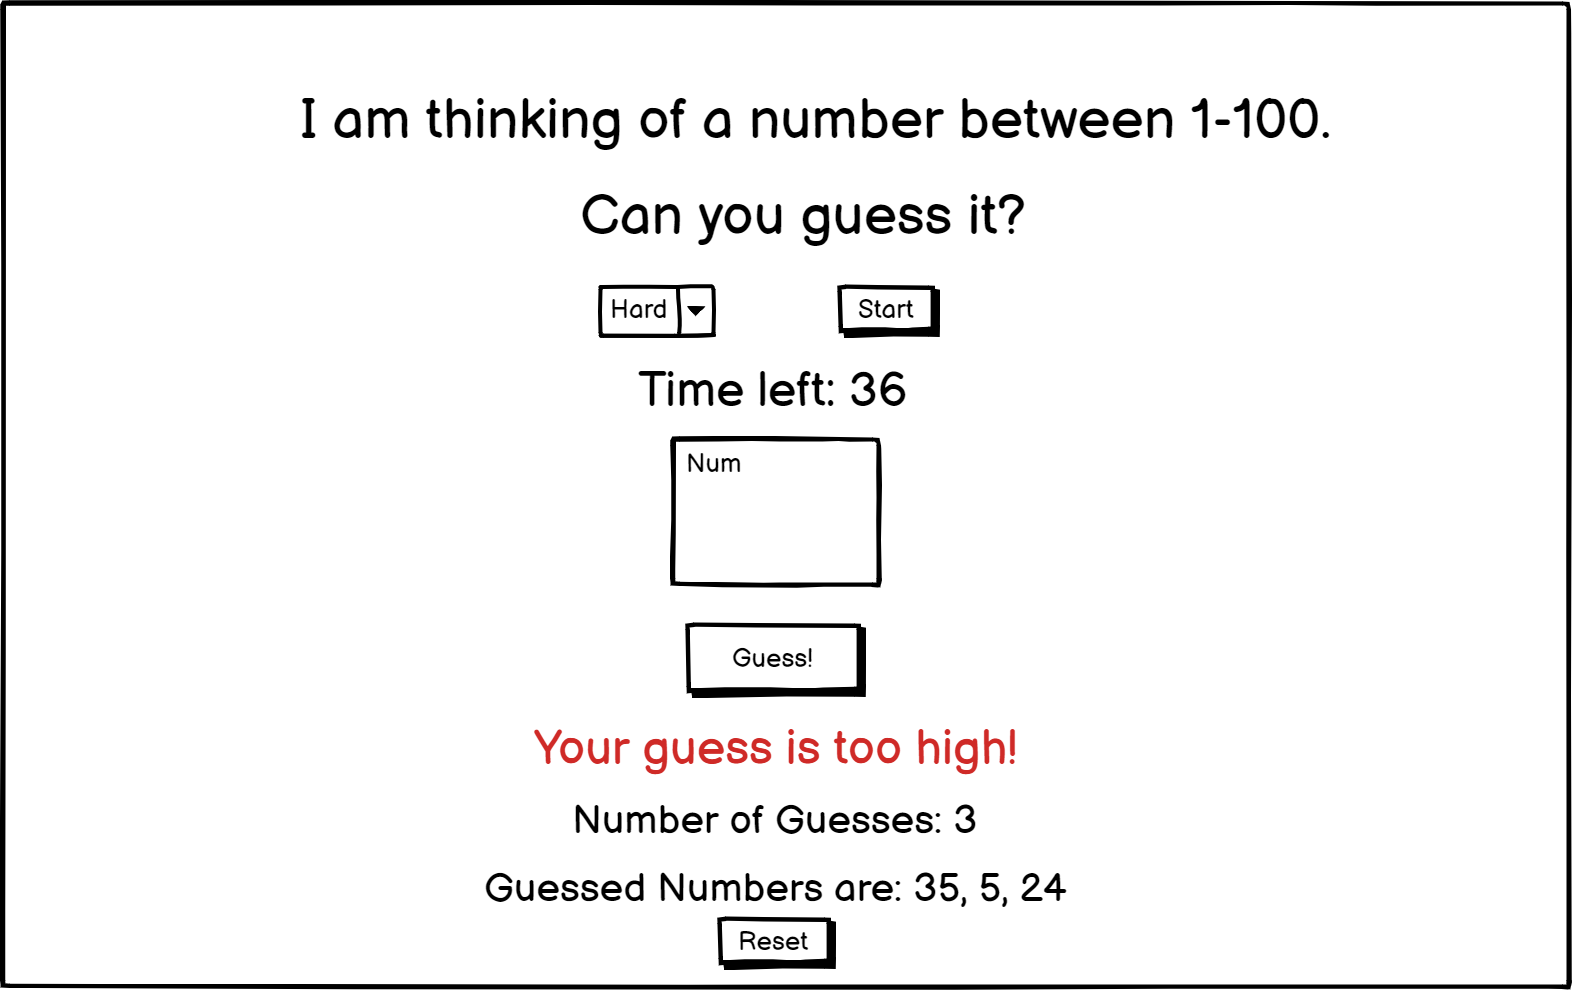 I am thinking of a number between 1-100.
Can you guess it?
Hard
Start
Time left: 36
Num
Guess!
Your guess is too high!
Number of Guesses: 3
Guessed Numbers are: 35, 5, 24
Reset